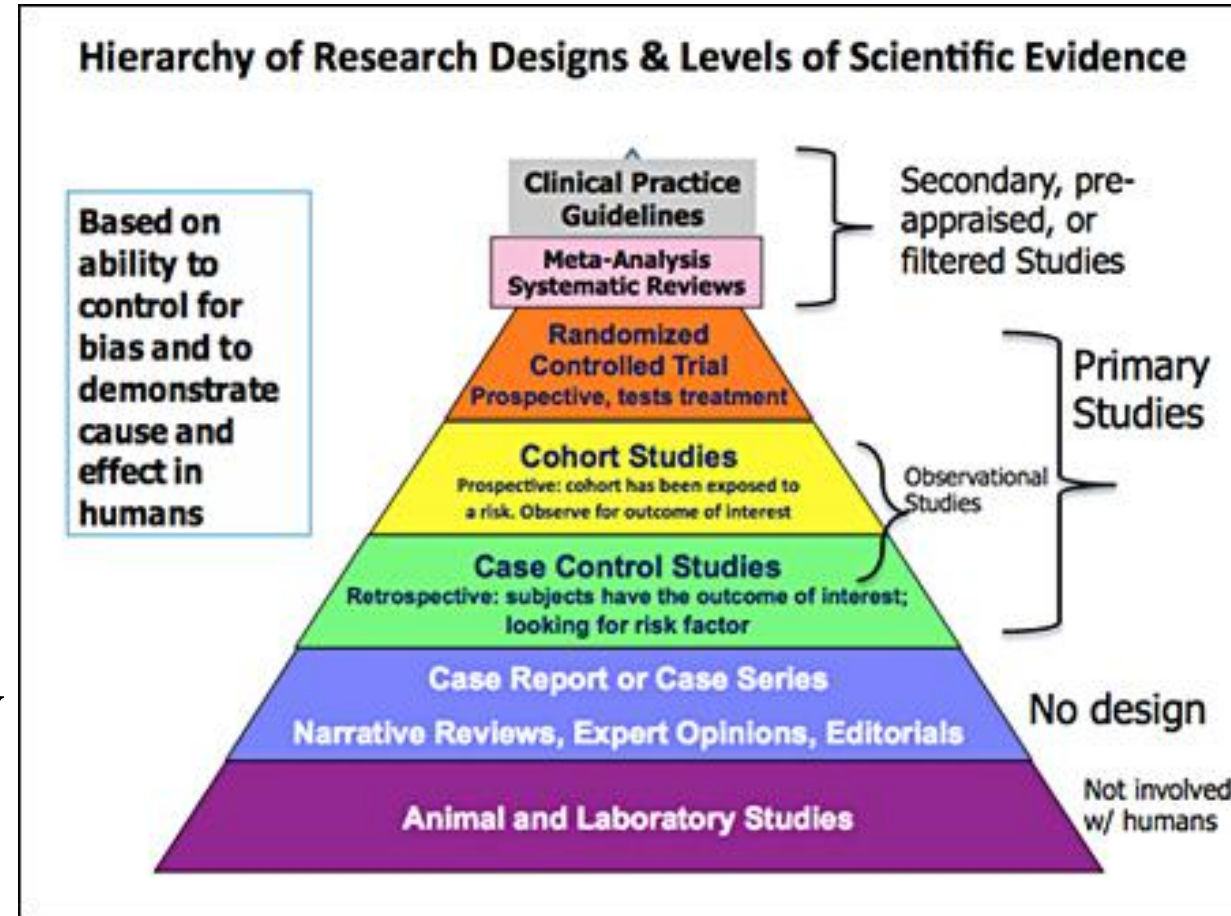 Hierarchy of Research Designs & Levels of Scientific Evidence
Based on
ability to
control for
bias and to
demonstrate
cause and
effect in
humans
Clinical Practice
Guidelines
Meta-Analysis
Systematic Reviews
Secondary, pre-
appraised, or
filtered Studies
Randomized
Controlled Trial
Prospective, tests treatment
Primary
Studies
Cohort Studies
Prospective: cohort has been exposed to
a risk. Observe for outcome of interest
Observational
Studies
Case Control Studies
Retrospective: subjects have the outcome of interest;
looking for risk factor
Case Report or Case Series
Narrative Reviews, Expert Opinions, Editorials
No design
Animal and Laboratory Studies
Not involved
w/ humans